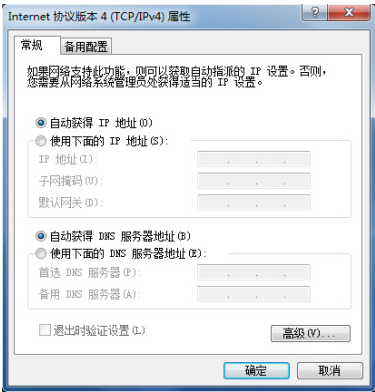 Internet 协议版本 4 (TCP/IPv4) 属性
常规 备用配置
如果网络支持此功能，则可以获取自动指派的 IP 设置。否则，
您需要从网络系统管理员处获得适当的 IP 设置。
自动获得 IP 地址(O)
使用下面的 IP 地址(S):
IP 地址(I):
子网掩码(U):
默认网关(D):
自动获得 DNS 服务器地址(B)
使用下面的 DNS 服务器地址(E):
首选 DNS 服务器(P):
备用 DNS 服务器(A):
退出时验证设置(L)
高级(V)...
确定 取消